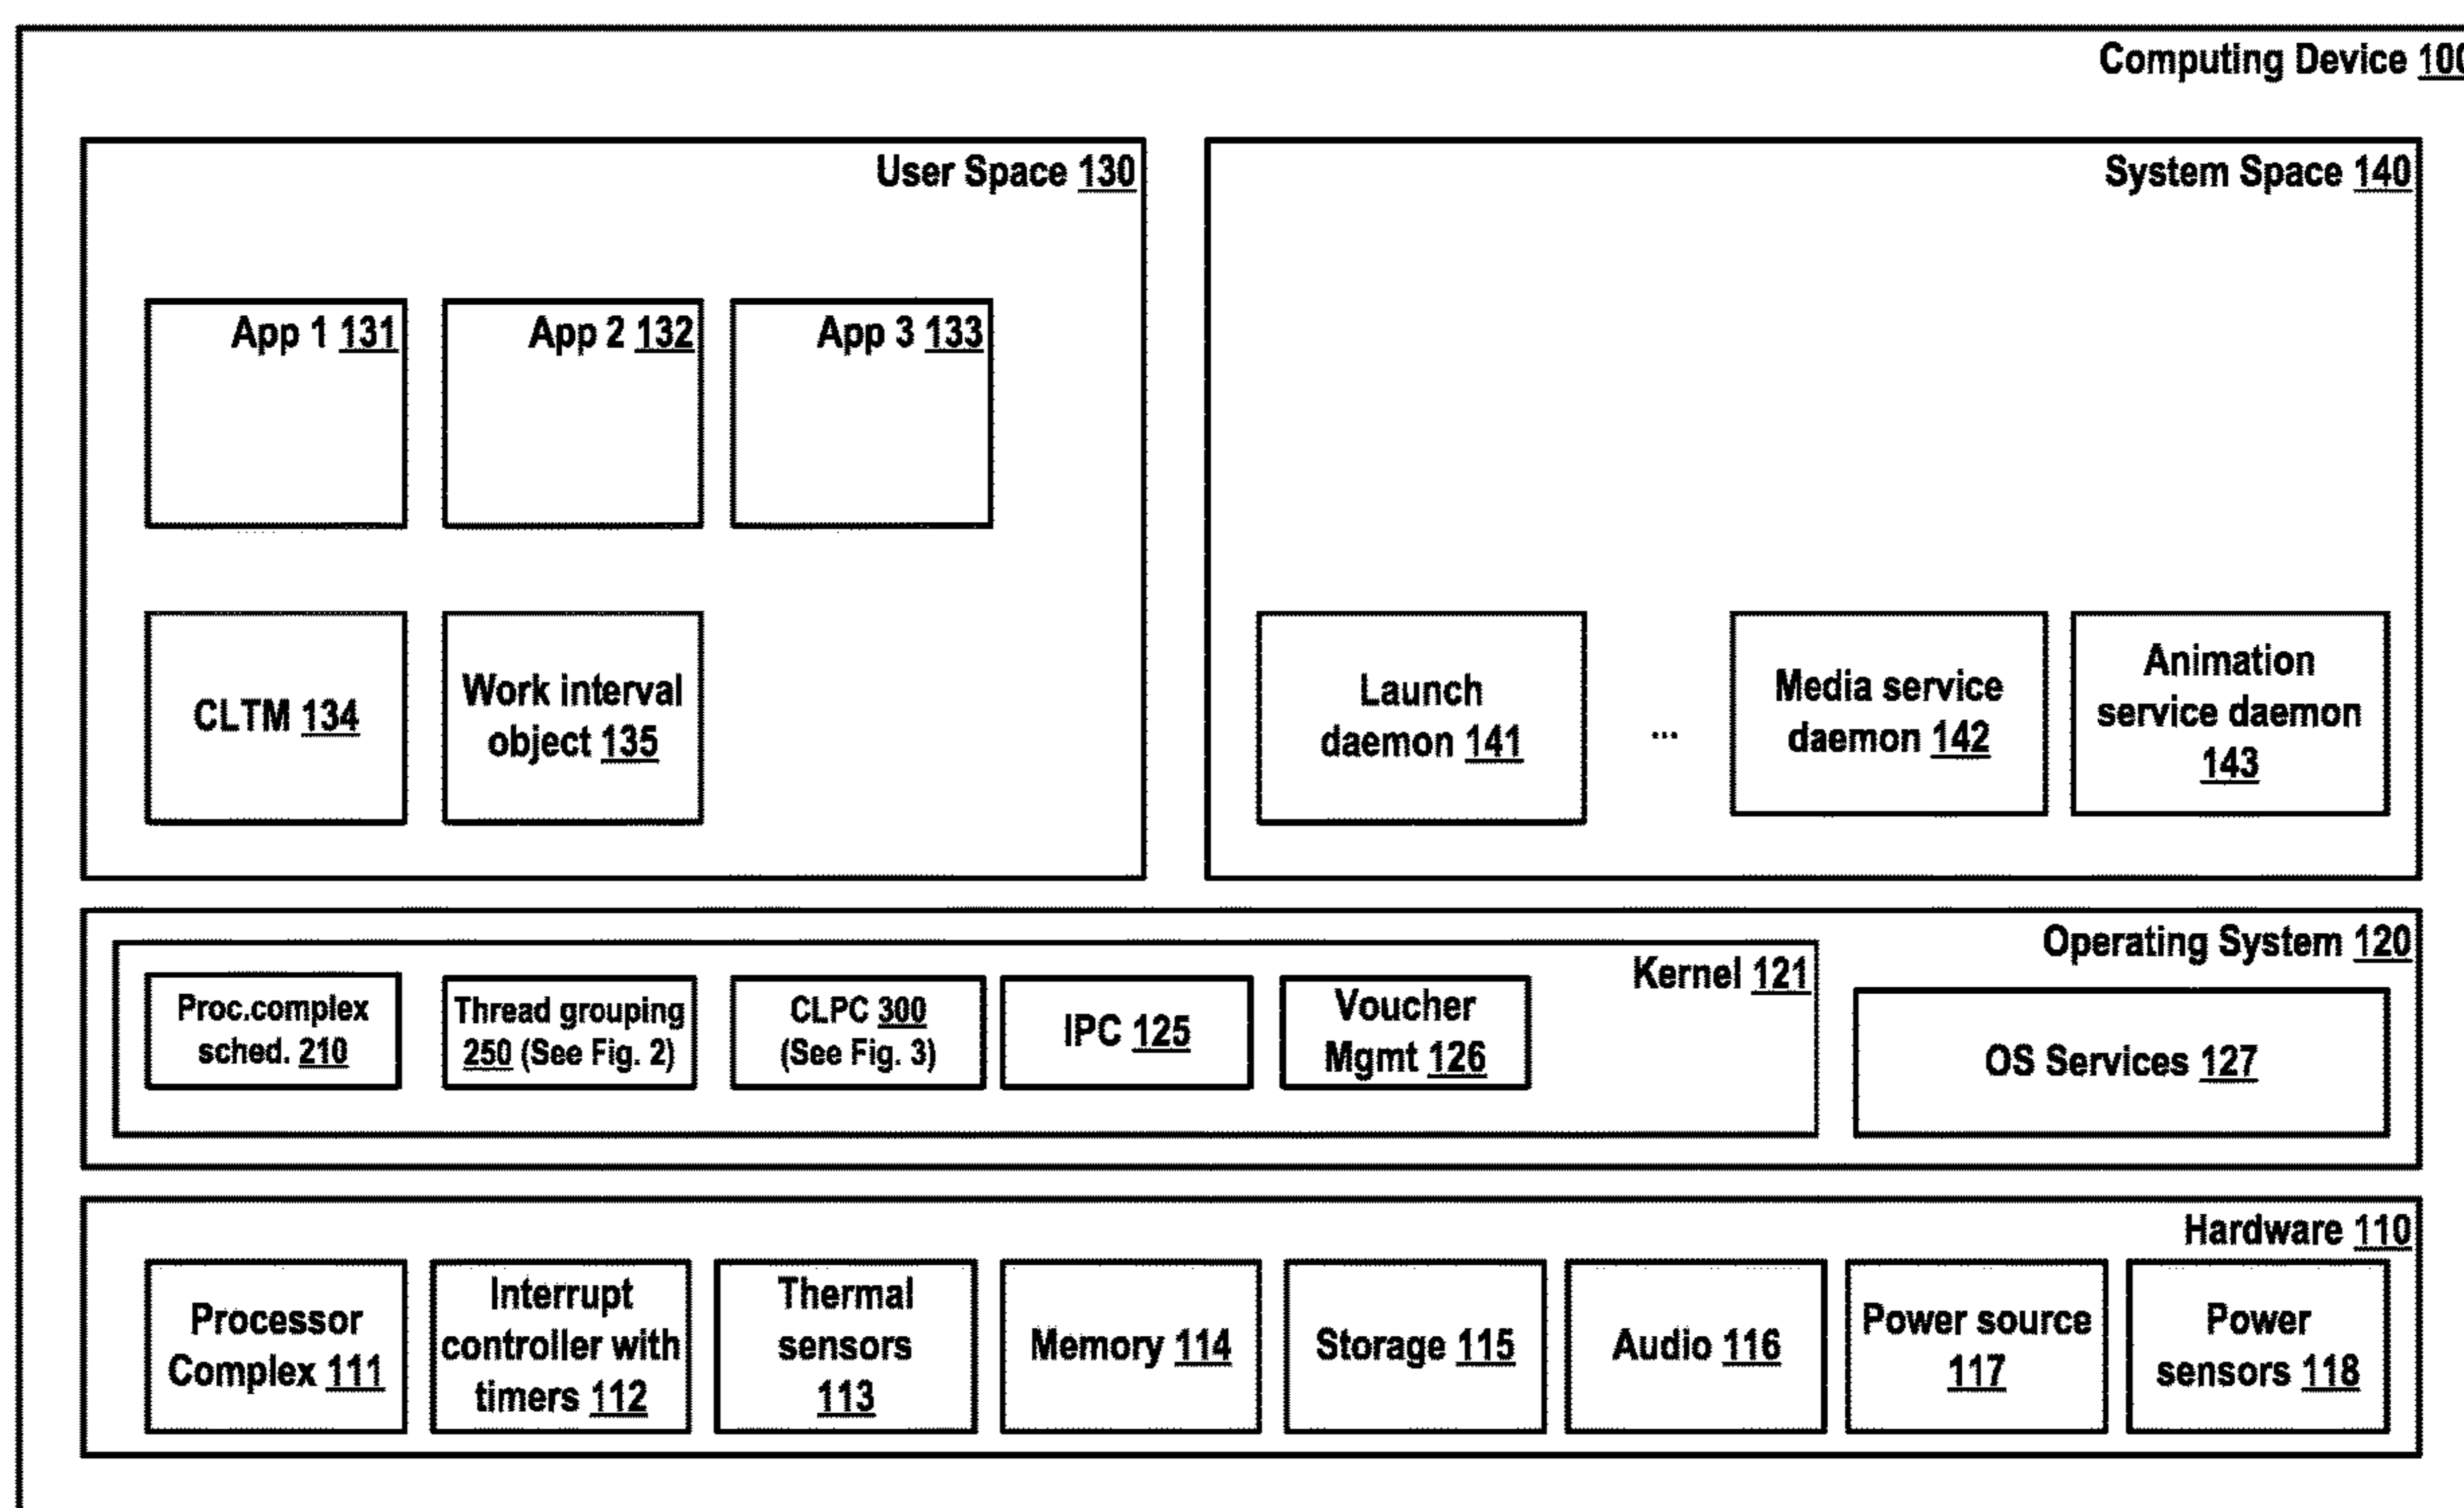 Computing Device 100
User Space 130
System Space 140
App 1 131
App 2 132
App 3 133
CLTM 134
Work interval
object 135
Launch
daemon 141
...
Media service
daemon 142
Animation
service daemon
143
Operating System 120
Kernel 121
Proc.complex
sched. 210
Thread grouping
250 (See Fig. 2)
CLPC 300
(See Fig. 3)
IPC 125
Voucher
Mgmt 126
OS Services 127
Hardware 110
Processor
Complex 111
Interrupt
controller with
timers 112
Thermal
sensors
113
Memory 114
Storage 115
Audio 116
Power source
117
Power
sensors 118